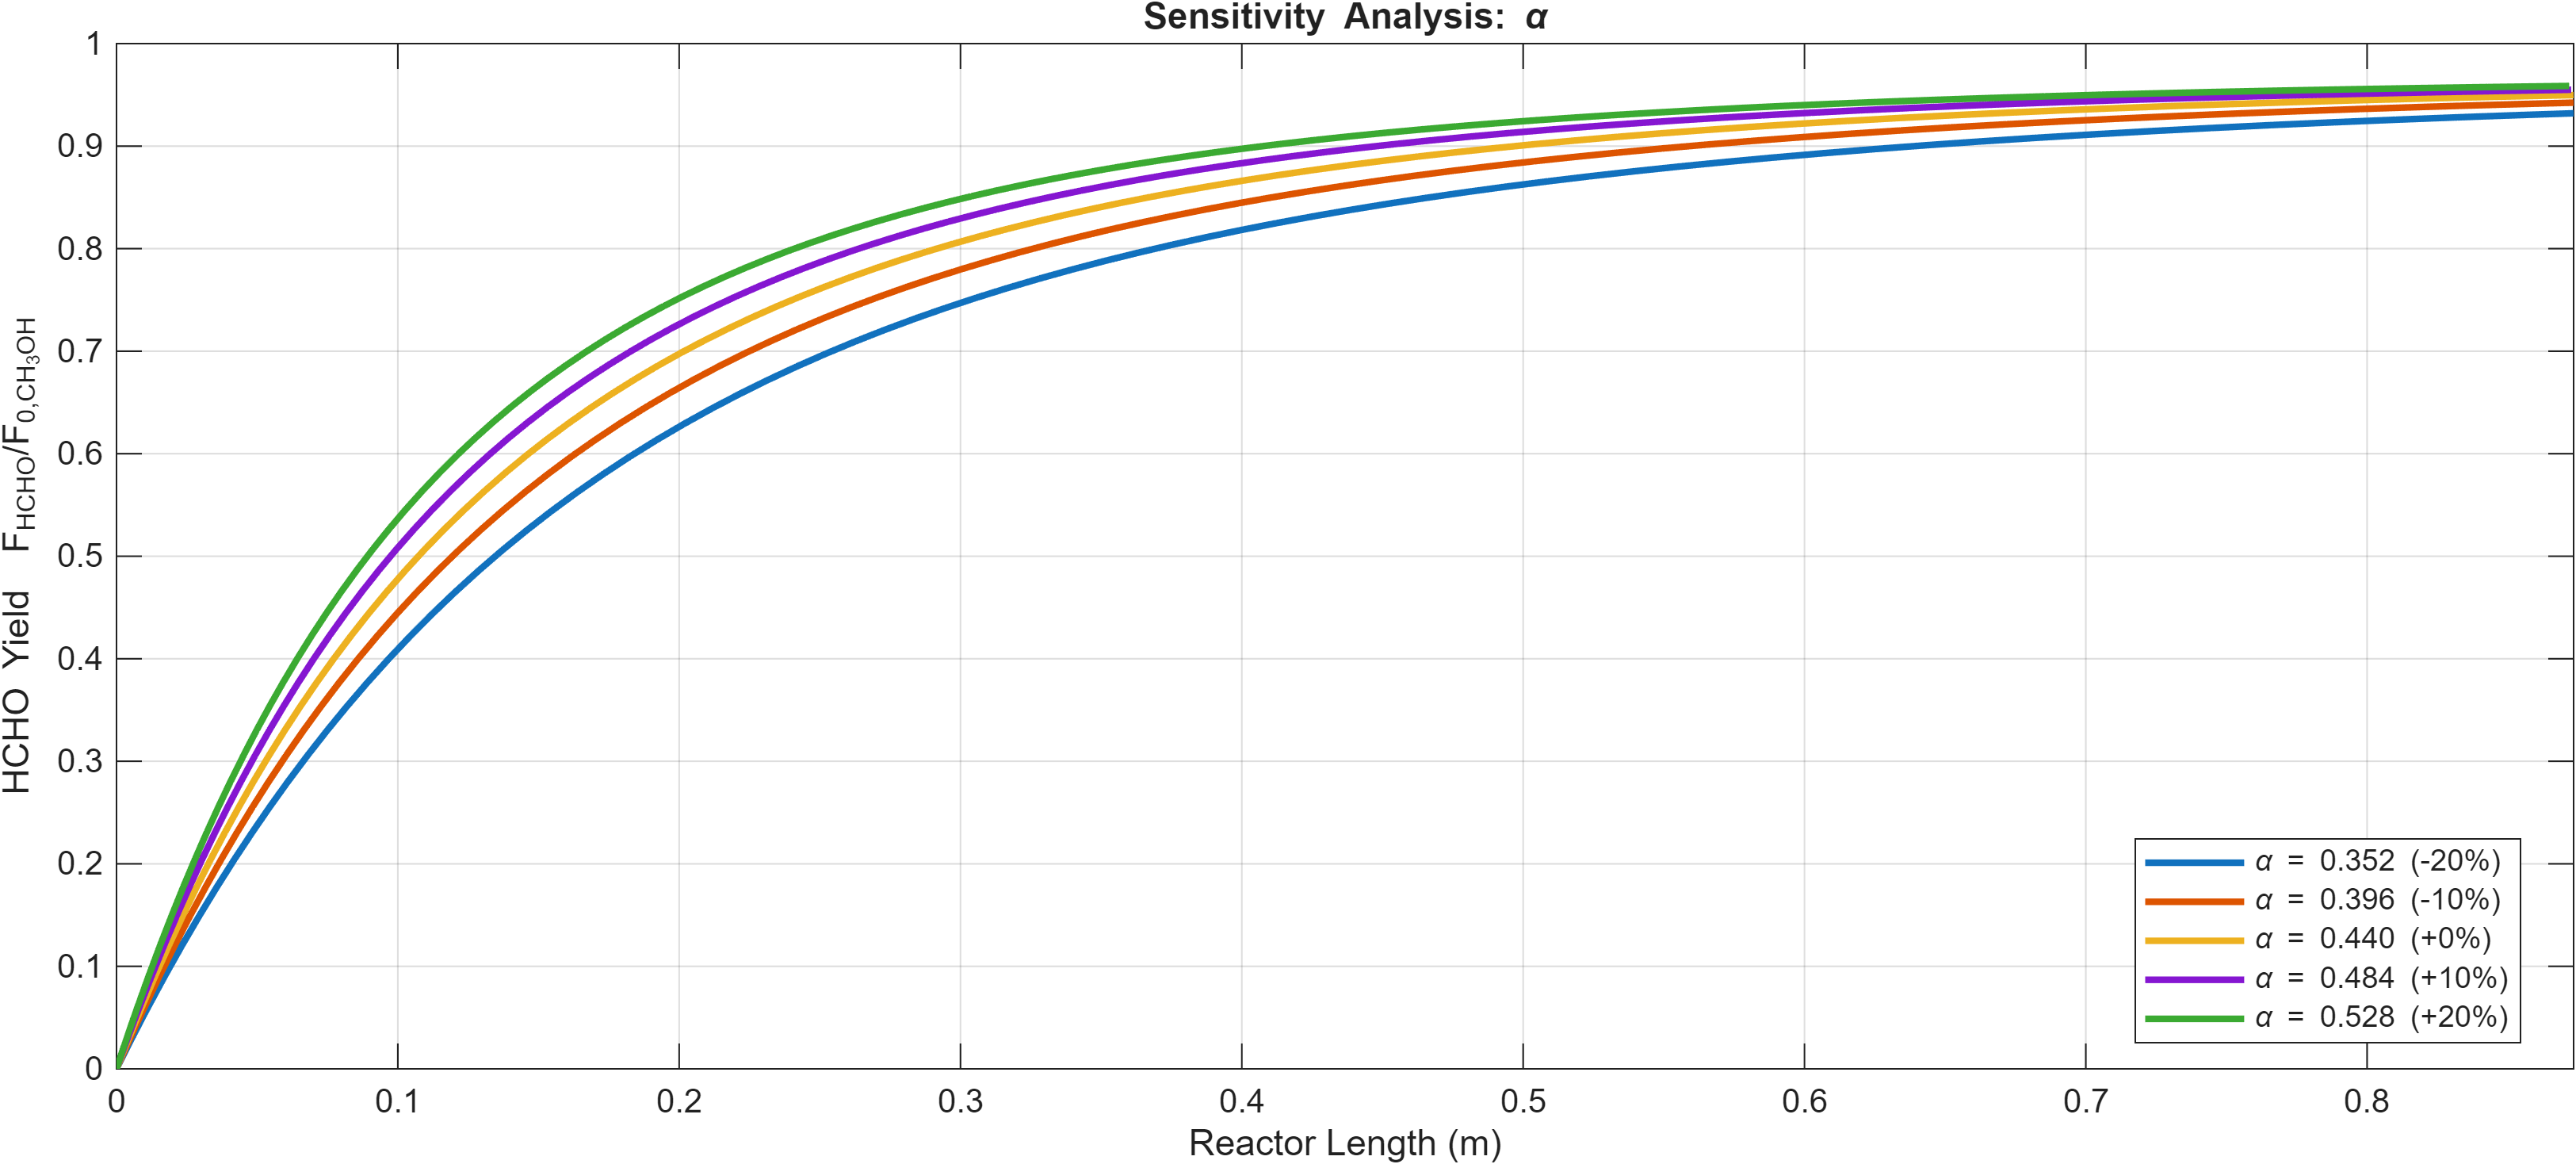 Sensitivity Analysis: α
HCHO Yield F_HCHO/F_0,CH₃OH
1
0.9
0.8
0.7
0.6
0.5
0.4
0.3
0.2
0.1
0
0 0.1 0.2 0.3 0.4 0.5 0.6 0.7 0.8
Reactor Length (m)
α = 0.352 (-20%)
α = 0.396 (-10%)
α = 0.440 (+0%)
α = 0.484 (+10%)
α = 0.528 (+20%)